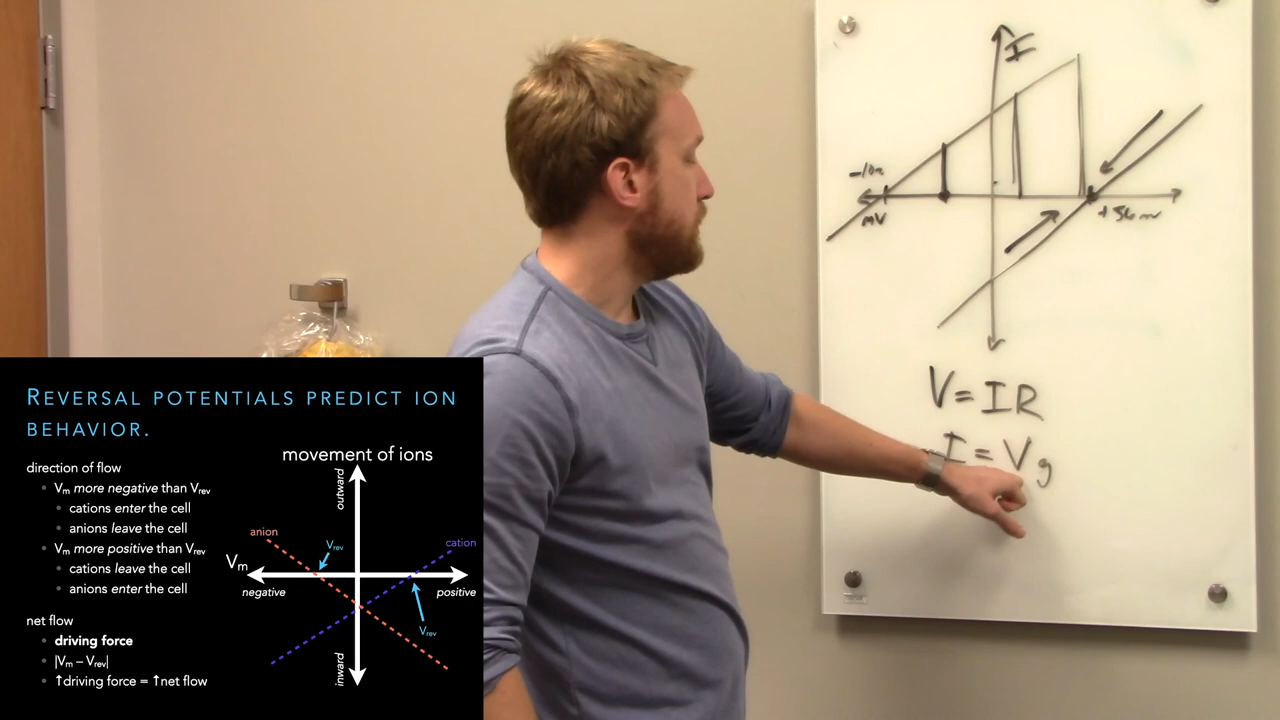 I
-10
mV
+56 mv
V=IR
I=Vg
REVERSAL POTENTIALS PREDICT ION
BEHAVIOR.
direction of flow
• Vm more negative than Vrev
• cations enter the cell
• anions leave the cell
• Vm more positive than Vrev
• cations leave the cell
• anions enter the cell
net flow
• driving force
• |Vm – Vrev|
• ↑driving force = ↑net flow
movement of ions
outward
anion
Vrev
cation
Vm
negative
positive
Vrev
inward